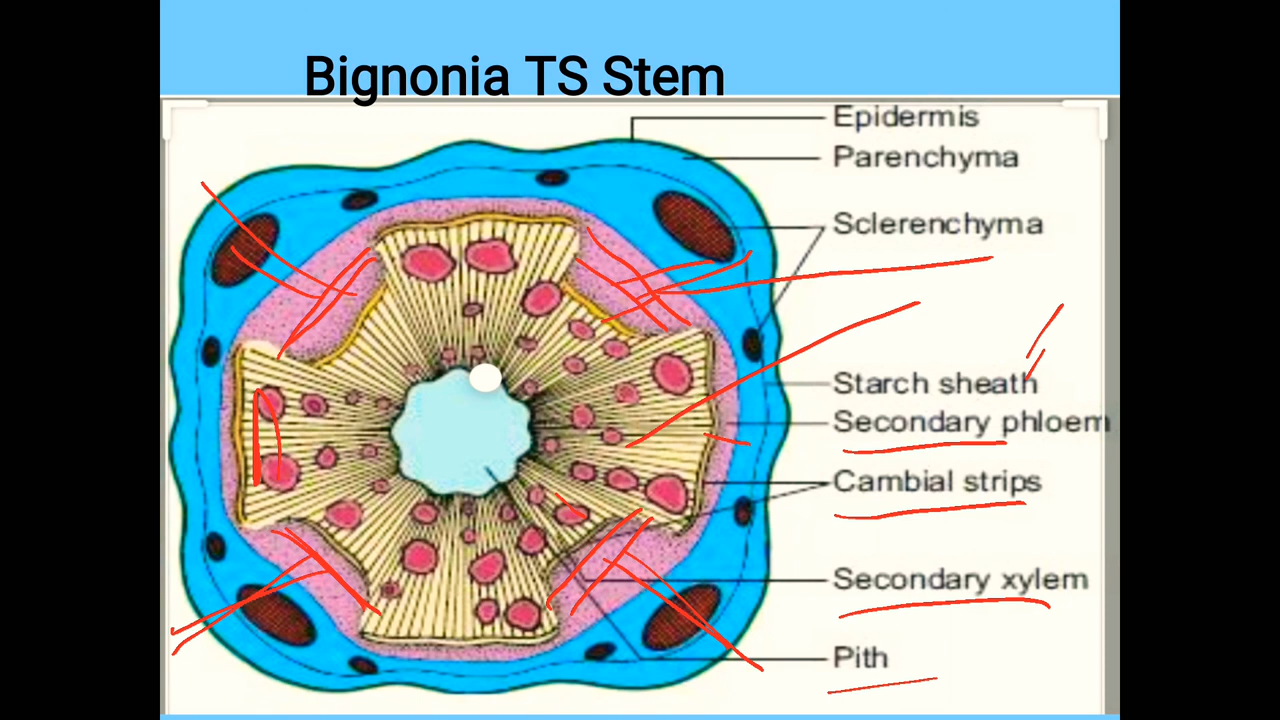 Bignonia TS Stem
Epidermis
Parenchyma
Sclerenchyma
Starch sheath
Secondary phloem
Cambial strips
Secondary xylem
Pith